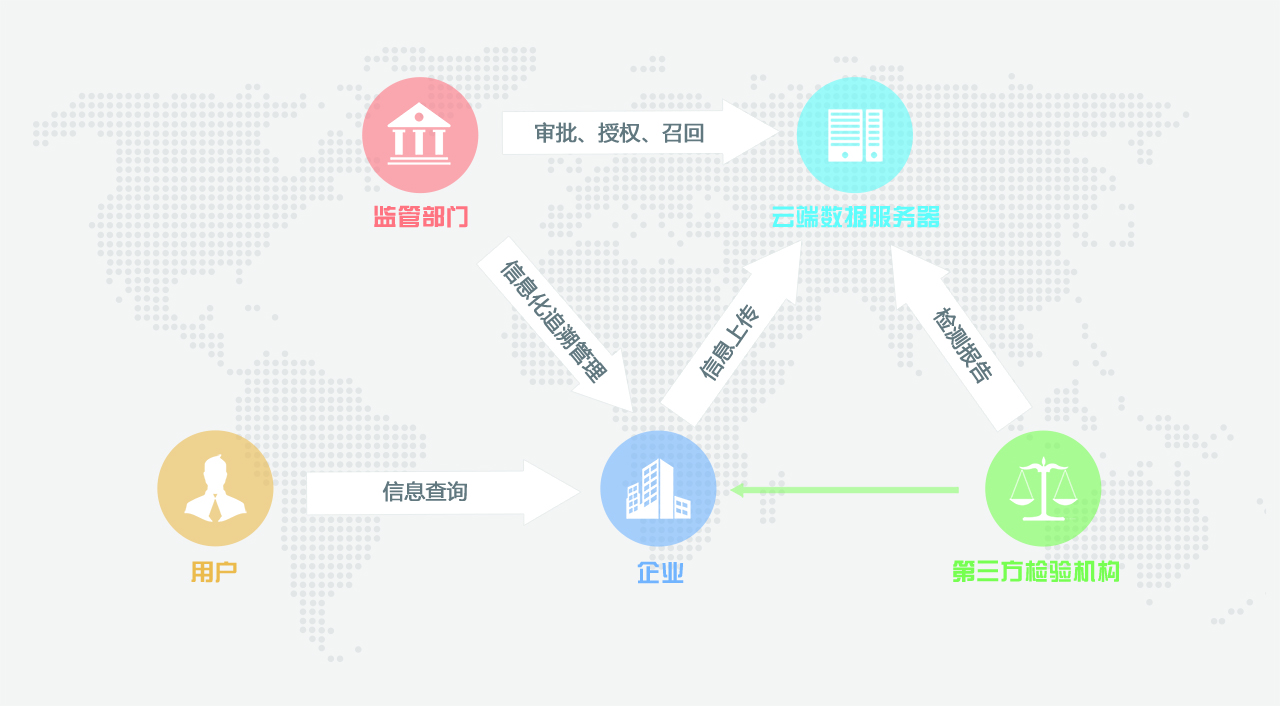 审批、授权、召回
监管部门
云端数据服务器
信息化追溯管理
信息上传
检测报告
信息查询
用户
企业
第三方检验机构